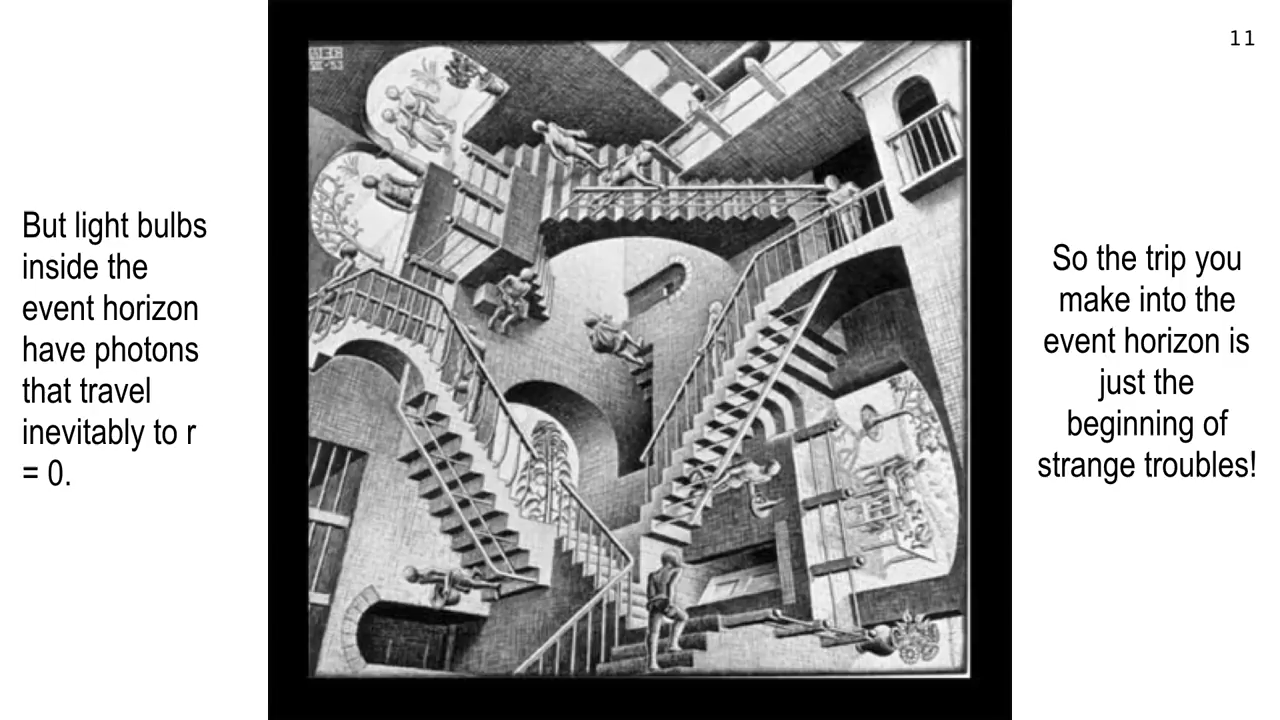 11
But light bulbs
inside the
event horizon
have photons
that travel
inevitably to r
= 0.
So the trip you
make into the
event horizon is
just the
beginning of
strange troubles!